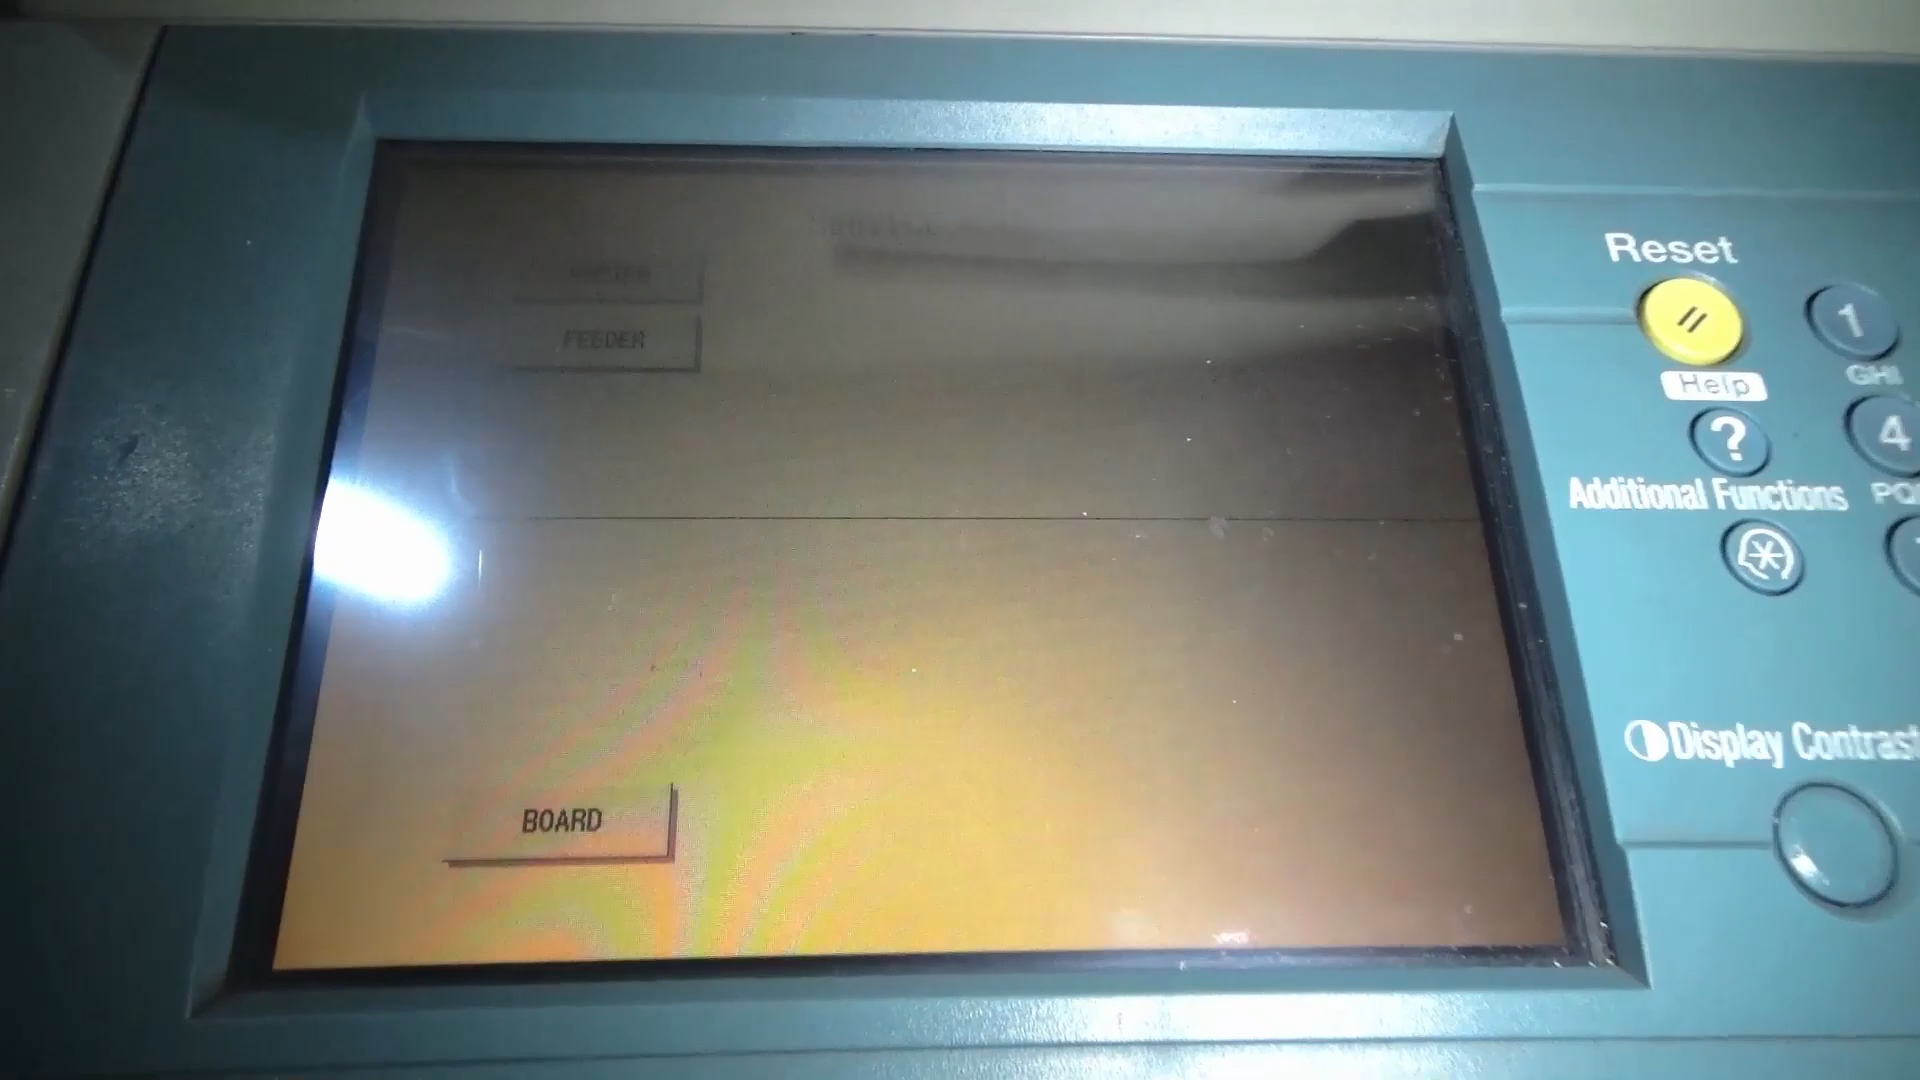 FEEDER
BOARD
Reset
1
Help
?
GHI
4
Additional Functions
Display Contrast